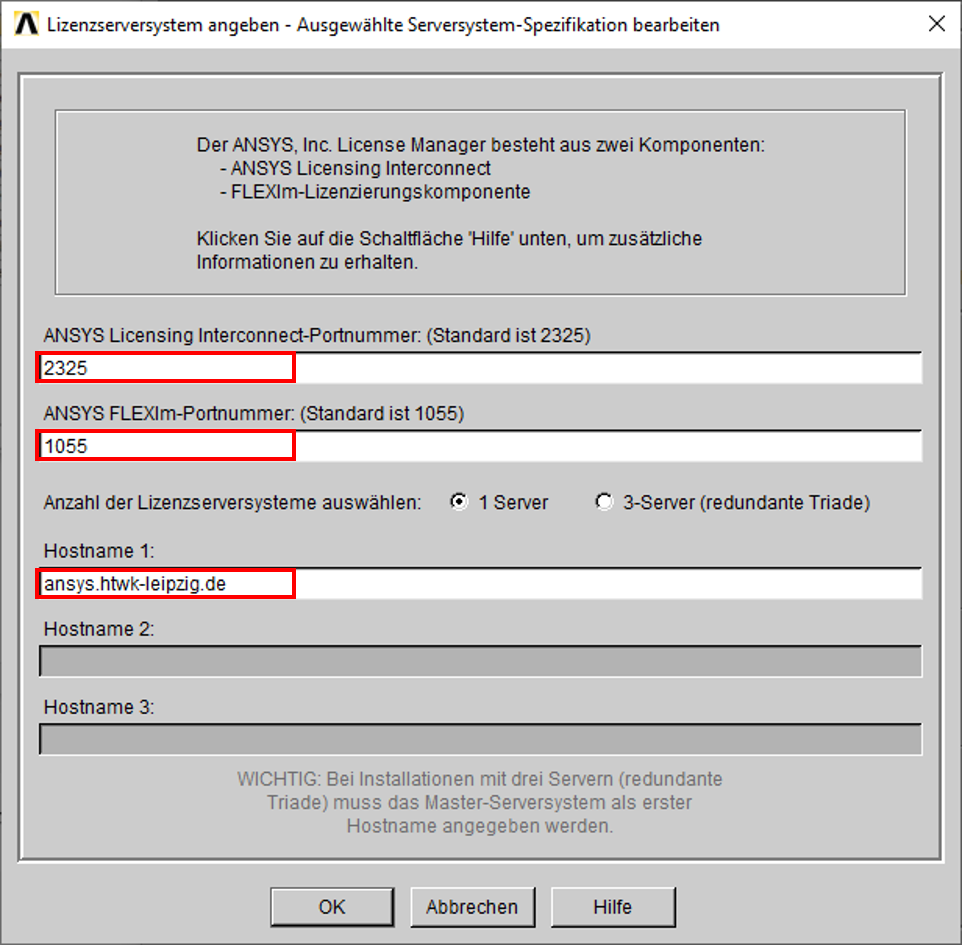 Lizenzserversystem angeben - Ausgewählte Serversystem-Spezifikation bearbeiten
Der ANSYS, Inc. License Manager besteht aus zwei Komponenten:
- ANSYS Licensing Interconnect
- FLEXlm-Lizenzierungskomponente
Klicken Sie auf die Schaltfläche 'Hilfe' unten, um zusätzliche
Informationen zu erhalten.
ANSYS Licensing Interconnect-Portnummer: (Standard ist 2325)
2325
ANSYS FLEXlm-Portnummer: (Standard ist 1055)
1055
Anzahl der Lizenzserversysteme auswählen: 1 Server 3-Server (redundante Triade)
Hostname 1:
ansys.htwk-leipzig.de
Hostname 2:
Hostname 3:
WICHTIG: Bei Installationen mit drei Servern (redundante
Triade) muss das Master-Serversystem als erster
Hostname angegeben werden.
OK Abbrechen Hilfe